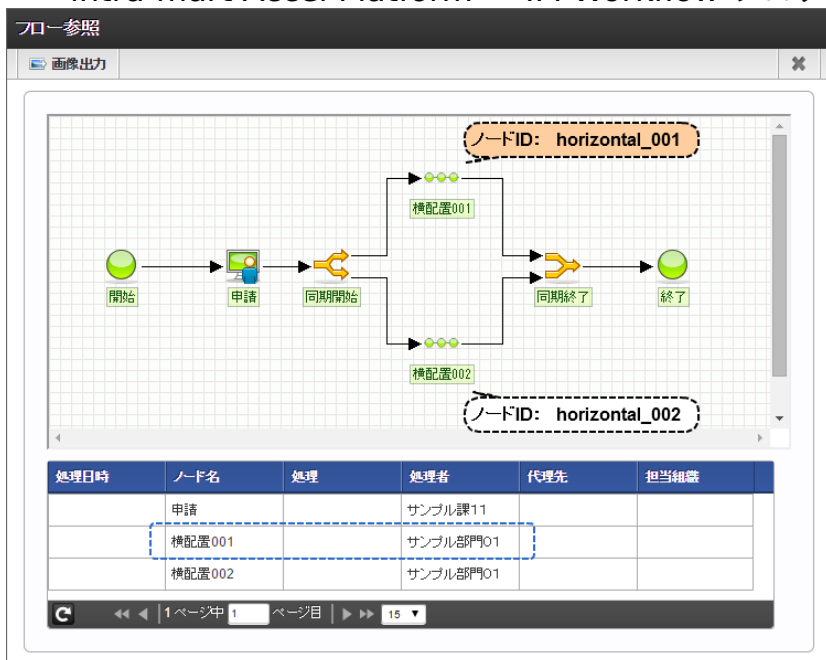 intra-mart Accel Platform — IM-Workflow
フロー参照
画像出力
ノードID: horizontal_001
横配置001
開始
申請
同期開始
同期終了
終了
横配置002
ノードID: horizontal_002
処理日時 ノード名 処理 処理者 代理先 担当組織
申請 サンプル課11
横配置001 サンプル部門01
横配置002 サンプル部門01
1 ページ中 1 ページ目 15